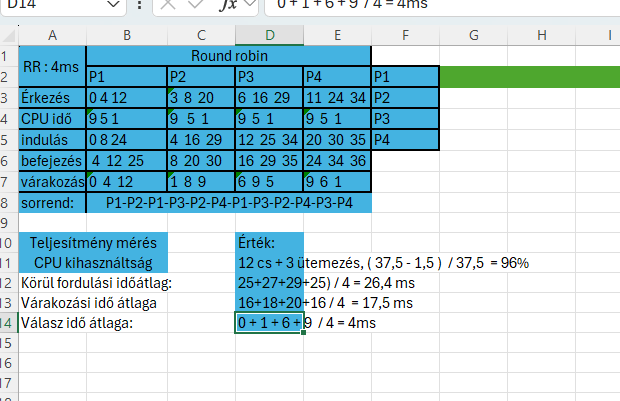 D14 fx 0 + 1 + 6 + 9 / 4 = 4ms
A B C D E F G H I
1 RR : 4ms Round robin
2 P1 P2 P3 P4 P1
3 Érkezés 0 4 12 3 8 20 6 16 29 11 24 34 P2
4 CPU idő 9 5 1 9 5 1 9 5 1 9 5 1 P3
5 indulás 0 8 24 4 16 29 12 25 34 20 30 35 P4
6 befejezés 4 12 25 8 20 30 16 29 35 24 34 36
7 várakozás 0 4 12 1 8 9 6 9 5 9 6 1
8 sorrend: P1-P2-P1-P3-P2-P4-P1-P3-P2-P4-P3-P4
9
10 Teljesítmény mérés Érték:
11 CPU kihasználtság 12 cs + 3 ütemezés, ( 37,5 - 1,5 ) / 37,5 = 96%
12 Körül fordulási időátlag: 25+27+29+25) / 4 = 26,4 ms
13 Várakozási idő átlaga 16+18+20+16 / 4 = 17,5 ms
14 Válasz idő átlaga: 0 + 1 + 6 + 9 / 4 = 4ms
15
16
17